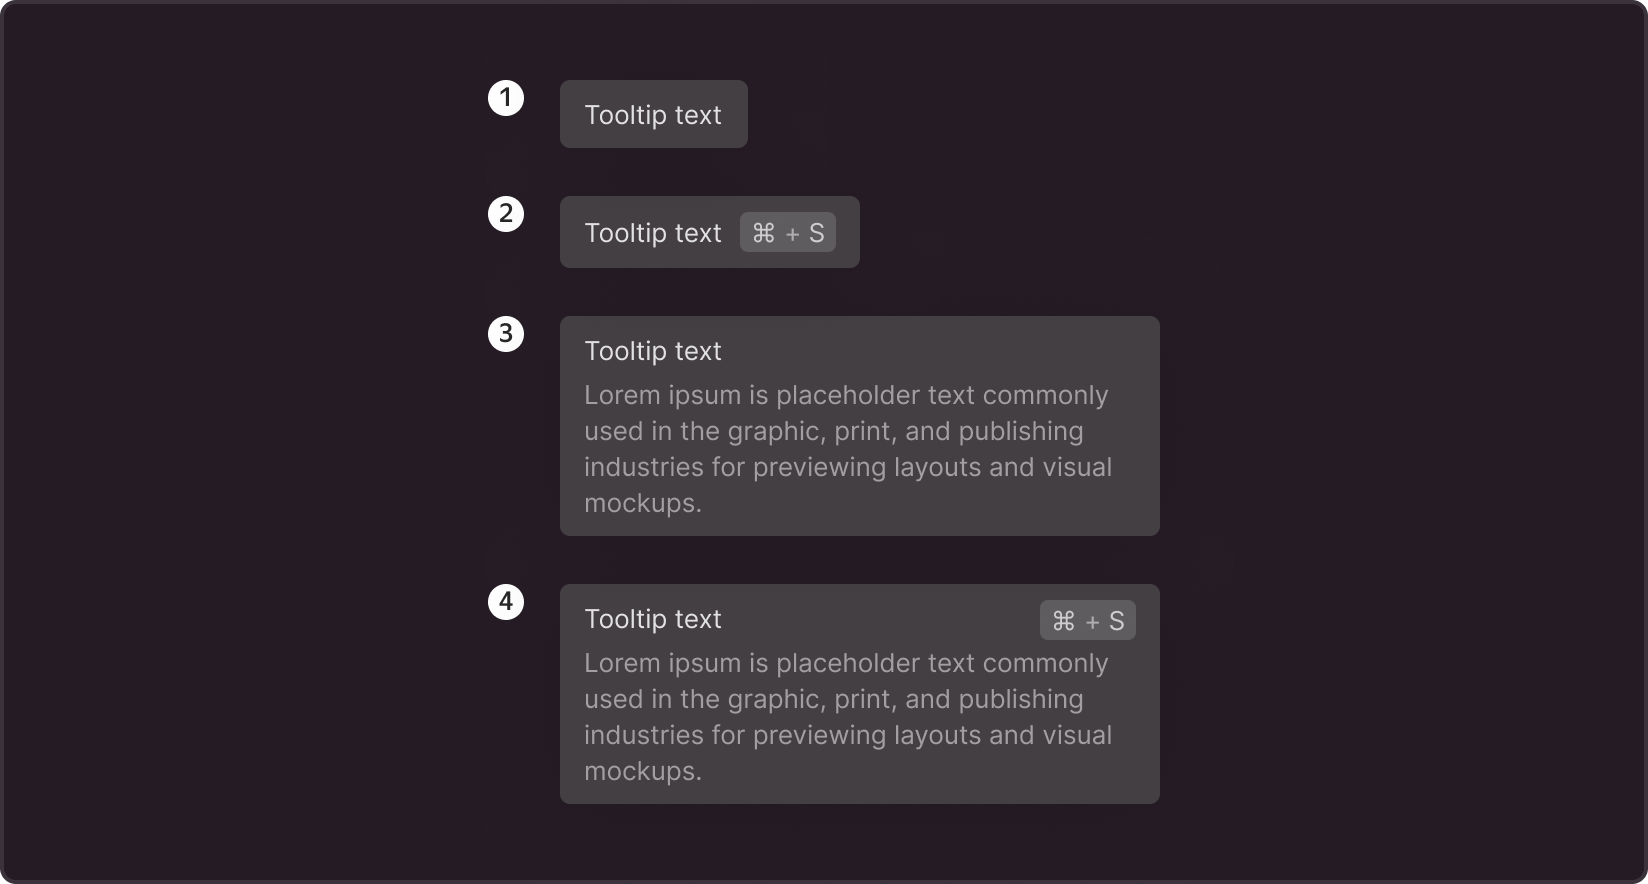 1
Tooltip text
2
Tooltip text ⌘ + S
3
Tooltip text
Lorem ipsum is placeholder text commonly
used in the graphic, print, and publishing
industries for previewing layouts and visual
mockups.
4
Tooltip text ⌘ + S
Lorem ipsum is placeholder text commonly
used in the graphic, print, and publishing
industries for previewing layouts and visual
mockups.